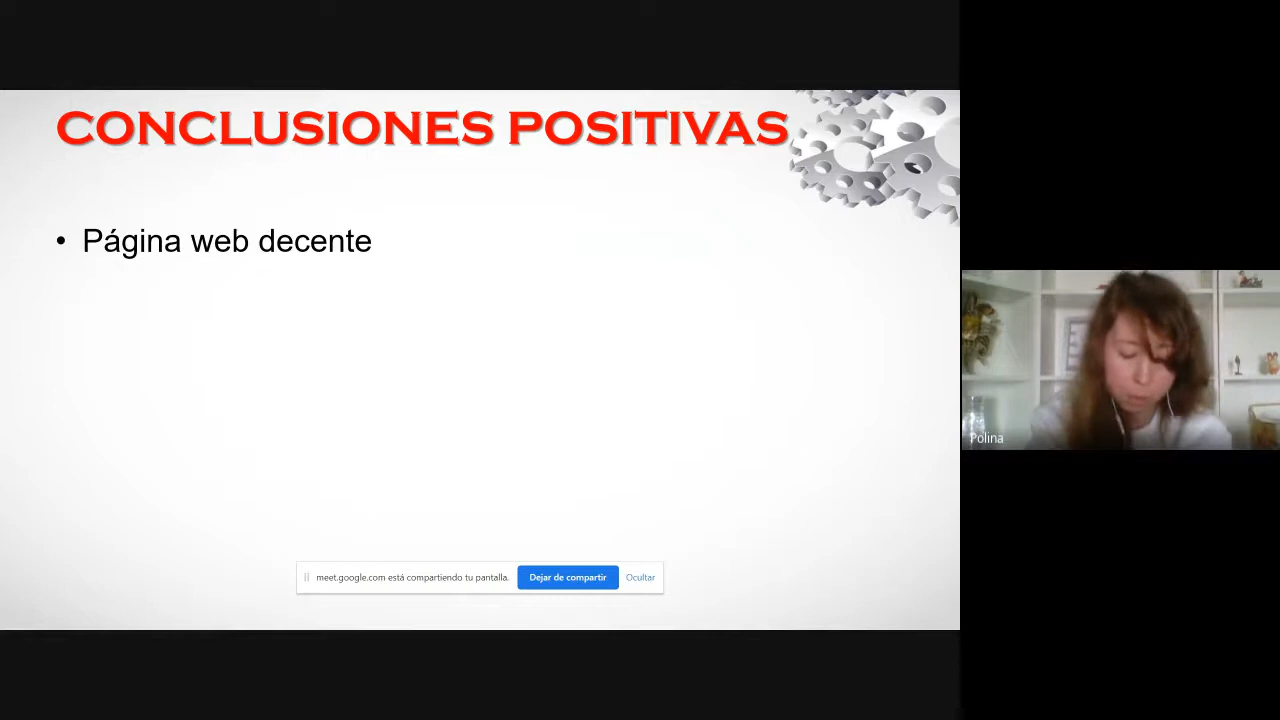 CONCLUSIONES POSITIVAS
• Página web decente
meet.google.com está compartiendo tu pantalla. Dejar de compartir Ocultar
Polina